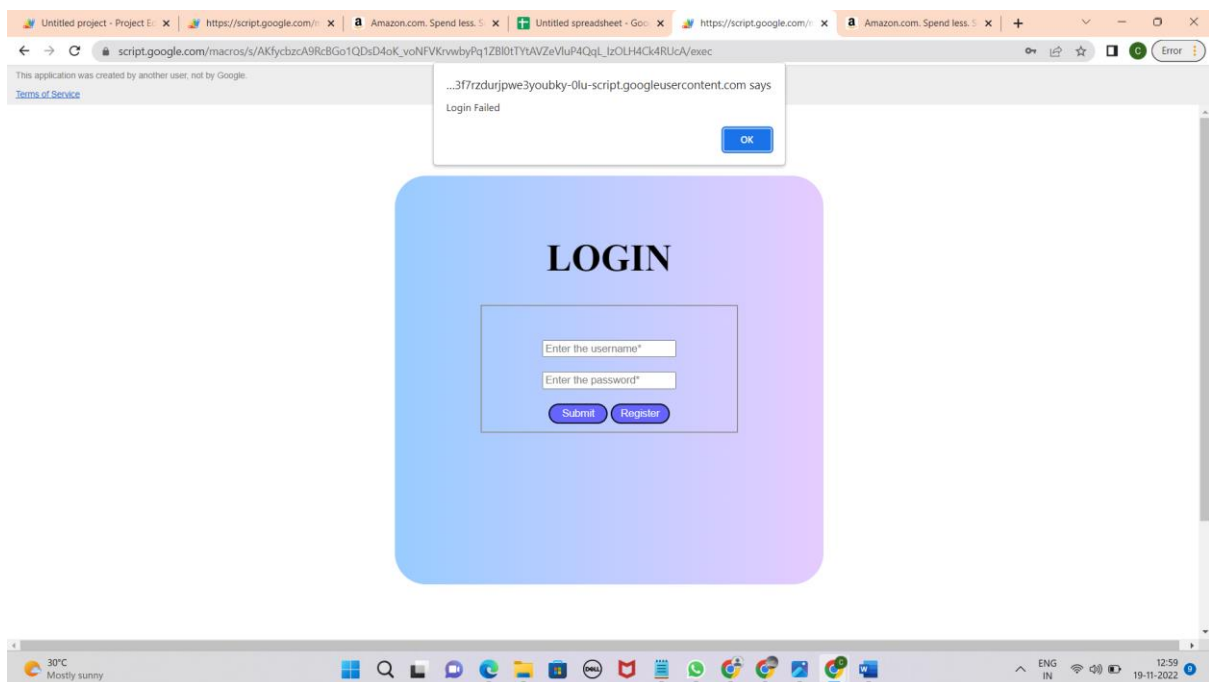 Untitled project - Project E
https://script.google.com/m
Amazon.com. Spend less. S
Untitled spreadsheet - Goo
https://script.google.com/
Amazon.com. Spend less. S
script.google.com/macros/s/
/exec
Error
This application was created by another user, not by Google.
Terms of Service
...3f7rzdurjpwe3youbky-0lu-script.googleusercontent.com says
Login Failed
OK
LOGIN
Enter the username*
Enter the password*
Submit Register
30°C
Mostly sunny
DELL
ENG
IN
12:59
19-11-2022
9